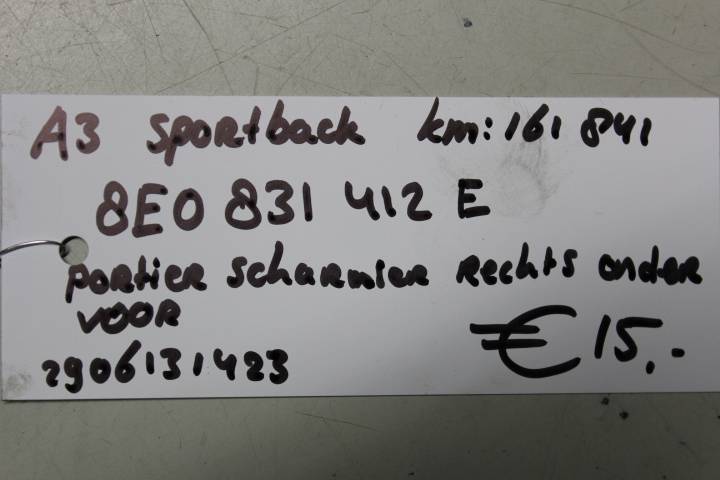 A3 sportback km: 161 841
8E0 831 412 E
portier scharnier rechts onder
voor
2906131423
€ 15,-